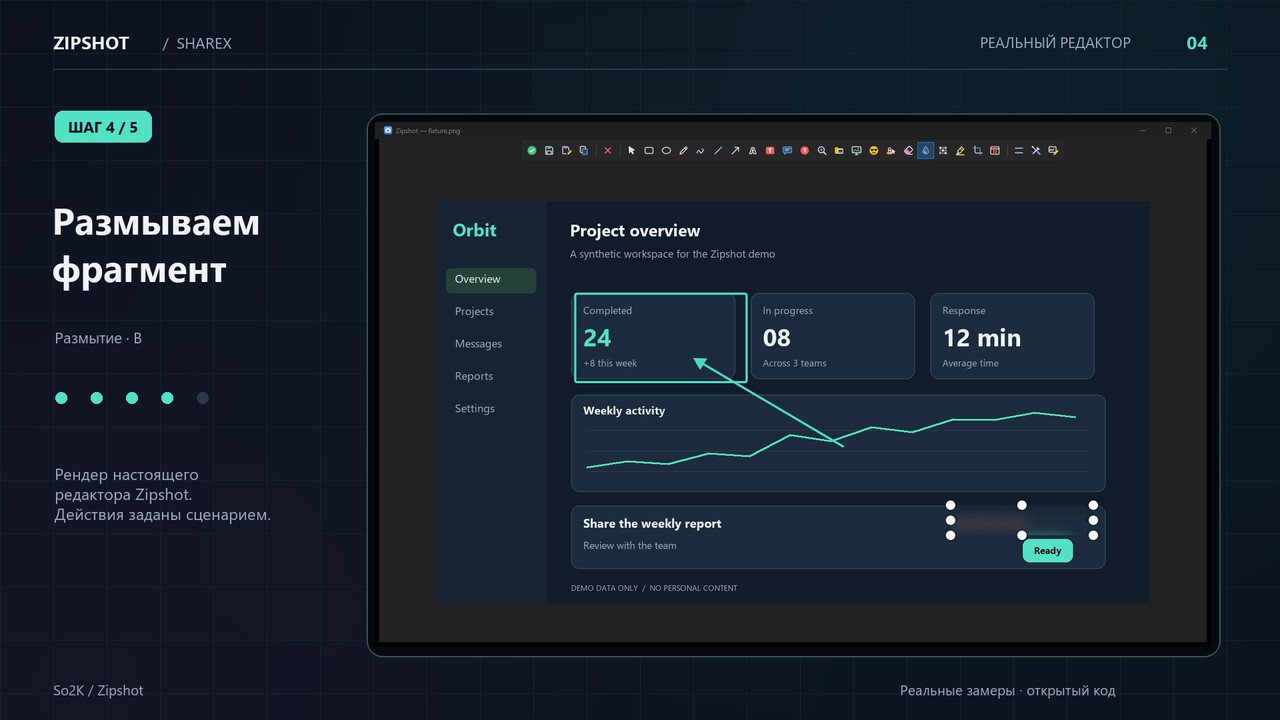 ZIPSHOT / SHAREX
РЕАЛЬНЫЙ РЕДАКТОР 04
ШАГ 4 / 5
Размываем
фрагмент
Размытие · B
Рендер настоящего
редактора Zipshot.
Действия заданы сценарием.
Zipshot — fixture.png
Orbit
Overview
Projects
Messages
Reports
Settings
Project overview
A synthetic workspace for the Zipshot demo
Completed
24
+8 this week
In progress
08
Across 3 teams
Response
12 min
Average time
Weekly activity
Share the weekly report
Review with the team
Ready
DEMO DATA ONLY / NO PERSONAL CONTENT
So2K / Zipshot
Реальные замеры · открытый код